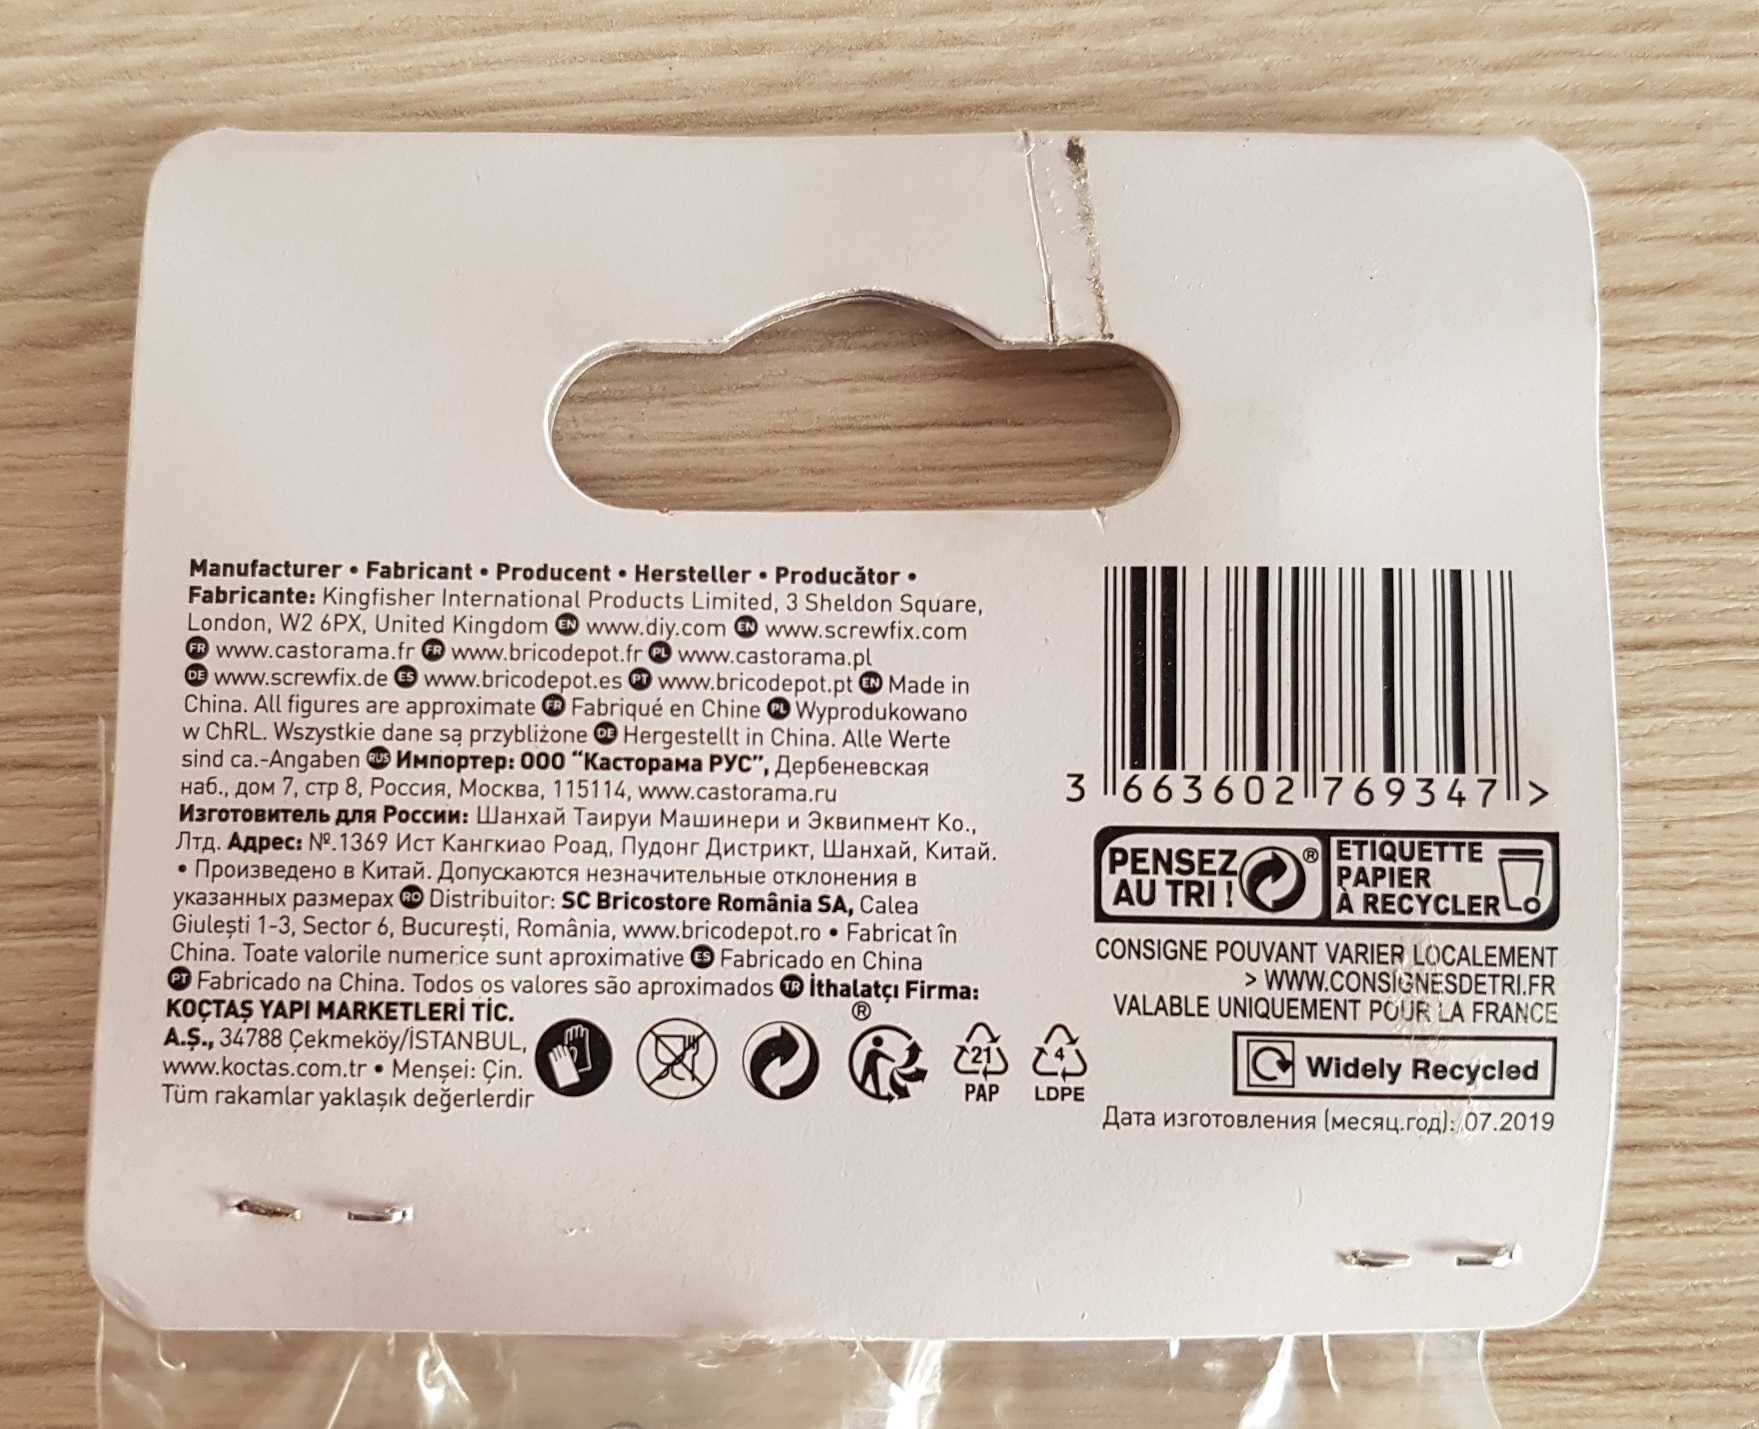 Manufacturer • Fabricant • Producent • Hersteller • Producător •
Fabricante: Kingfisher International Products Limited, 3 Sheldon Square,
London, W2 6PX, United Kingdom EN www.diy.com EN www.screwfix.com
FR www.castorama.fr FR www.bricodepot.fr PL www.castorama.pl
DE www.screwfix.de ES www.bricodepot.es PT www.bricodepot.pt EN Made in
China. All figures are approximate FR Fabriqué en Chine PL Wyprodukowano
w ChRL. Wszystkie dane są przybliżone DE Hergestellt in China. Alle Werte
sind ca.-Angaben RUS Импортер: ООО “Касторама РУС”, Дербеневская
наб., дом 7, стр 8, Россия, Москва, 115114, www.castorama.ru
Изготовитель для России: Шанхай Таируи Машинери и Эквипмент Ко.,
Лтд. Адрес: №.1369 Ист Кангкиао Роад, Пудонг Дистрикт, Шанхай, Китай.
• Произведено в Китай. Допускаются незначительные отклонения в
указанных размерах RO Distribuitor: SC Bricostore România SA, Calea
Giulești 1-3, Sector 6, București, România, www.bricodepot.ro • Fabricat în
China. Toate valorile numerice sunt aproximative ES Fabricado en China
PT Fabricado na China. Todos os valores são aproximados TR İthalatçı Firma:
KOÇTAŞ YAPI MARKETLERİ TİC.
A.Ş., 34788 Çekmeköy/İSTANBUL,
www.koctas.com.tr • Menşei: Çin.
Tüm rakamlar yaklaşık değerlerdir
®
21
PAP
4
LDPE
3 663602 769347 >
PENSEZ
AU TRI !
®
ETIQUETTE
PAPIER
À RECYCLER
CONSIGNE POUVANT VARIER LOCALEMENT
> WWW.CONSIGNESDETRI.FR
VALABLE UNIQUEMENT POUR LA FRANCE
Widely Recycled
Дата изготовления (месяц.год): 07.2019